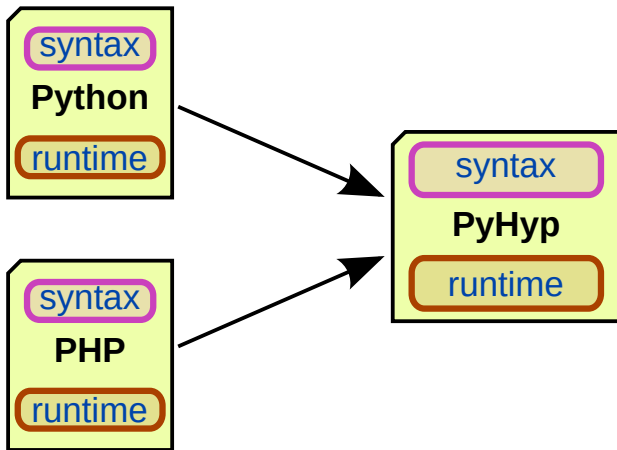 syntax
Python
runtime
syntax
PHP
runtime
syntax
PyHyp
runtime